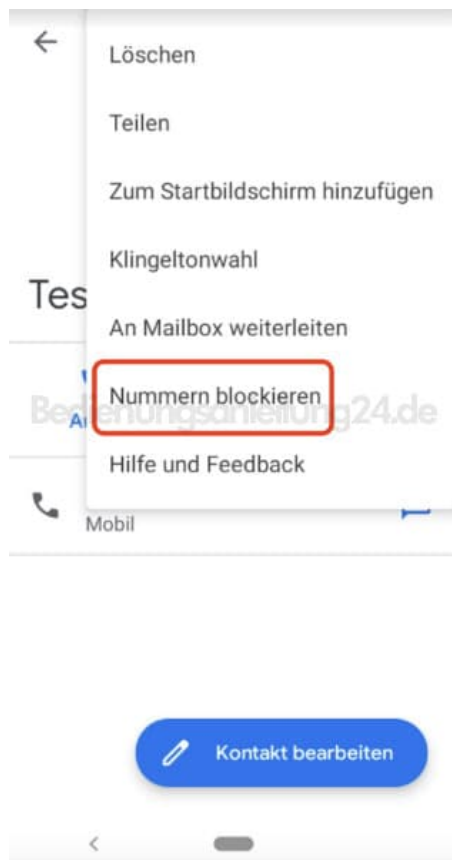 Löschen
Teilen
Zum Startbildschirm hinzufügen
Klingeltonwahl
Tes
An Mailbox weiterleiten
Nummern blockieren
Bedienungsanleitung24.de
Hilfe und Feedback
Mobil
Kontakt bearbeiten